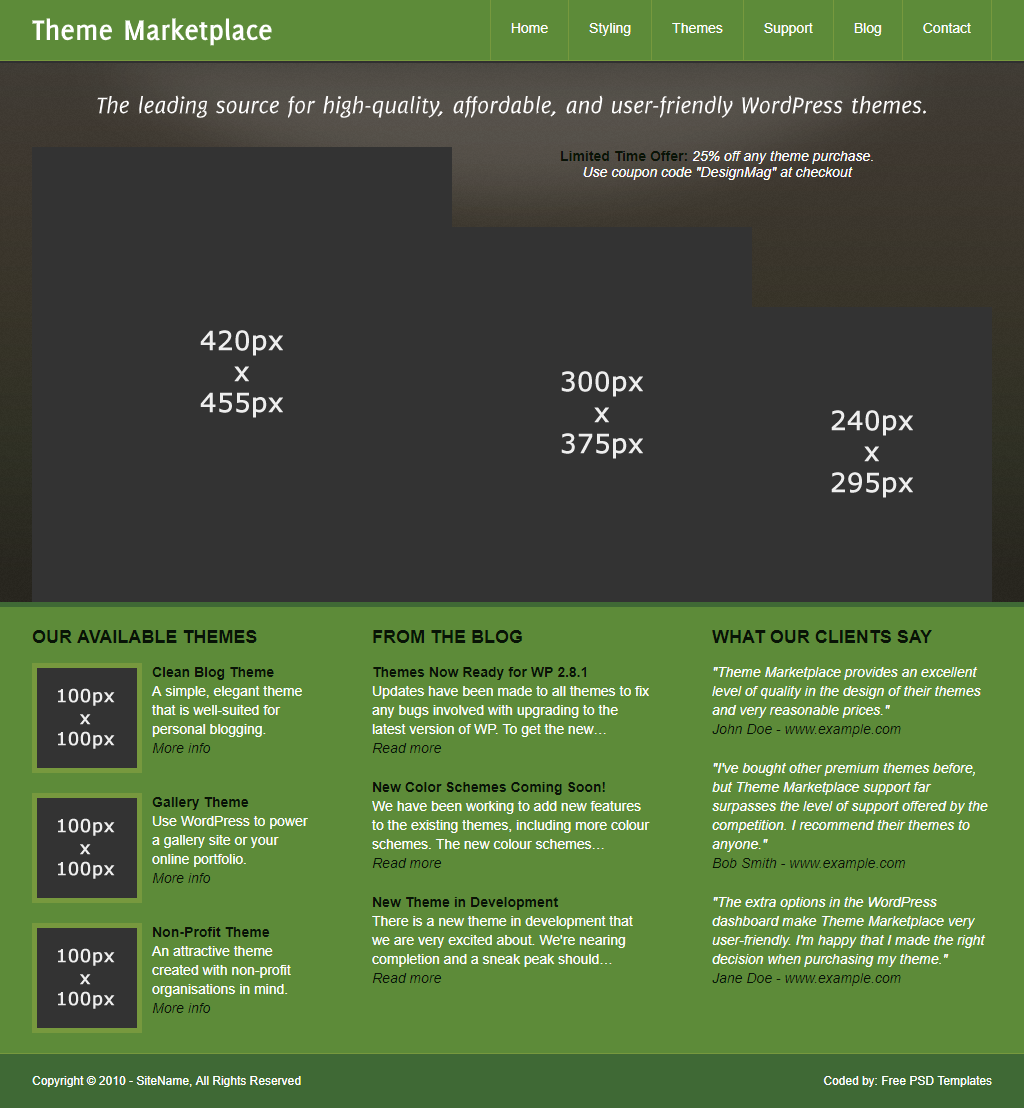 Theme Marketplace
Home
Styling
Themes
Support
Blog
Contact
The leading source for high-quality, affordable, and user-friendly WordPress themes.
Limited Time Offer: 25% off any theme purchase.
Use coupon code "DesignMag" at checkout
420px
x
455px
300px
x
375px
240px
x
295px
OUR AVAILABLE THEMES
100px
x
100px
Clean Blog Theme
A simple, elegant theme
that is well-suited for
personal blogging.
More info
100px
x
100px
Gallery Theme
Use WordPress to power
a gallery site or your
online portfolio.
More info
100px
x
100px
Non-Profit Theme
An attractive theme
created with non-profit
organisations in mind.
More info
FROM THE BLOG
Themes Now Ready for WP 2.8.1
Updates have been made to all themes to fix
any bugs involved with upgrading to the
latest version of WP. To get the new…
Read more
New Color Schemes Coming Soon!
We have been working to add new features
to the existing themes, including more colour
schemes. The new colour schemes…
Read more
New Theme in Development
There is a new theme in development that
we are very excited about. We're nearing
completion and a sneak peak should…
Read more
WHAT OUR CLIENTS SAY
"Theme Marketplace provides an excellent
level of quality in the design of their themes
and very reasonable prices."
John Doe - www.example.com
"I've bought other premium themes before,
but Theme Marketplace support far
surpasses the level of support offered by the
competition. I recommend their themes to
anyone."
Bob Smith - www.example.com
"The extra options in the WordPress
dashboard make Theme Marketplace very
user-friendly. I'm happy that I made the right
decision when purchasing my theme."
Jane Doe - www.example.com
Copyright © 2010 - SiteName, All Rights Reserved
Coded by: Free PSD Templates